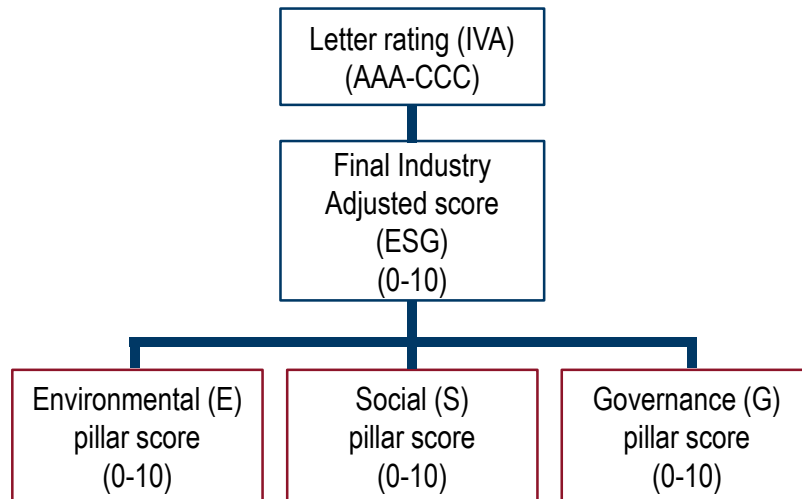 Letter rating (IVA)
(AAA-CCC)
Final Industry
Adjusted score
(ESG)
(0-10)
Environmental (E)
pillar score
(0-10)
Social (S)
pillar score
(0-10)
Governance (G)
pillar score
(0-10)